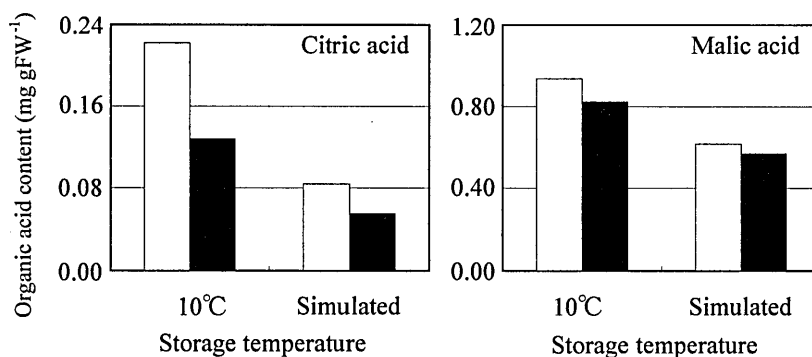 Organic acid content (mg gFW⁻¹)
0.24
0.16
0.08
0.00
Citric acid
10℃
Simulated
Storage temperature
1.20
0.80
0.40
0.00
Malic acid
10℃
Simulated
Storage temperature